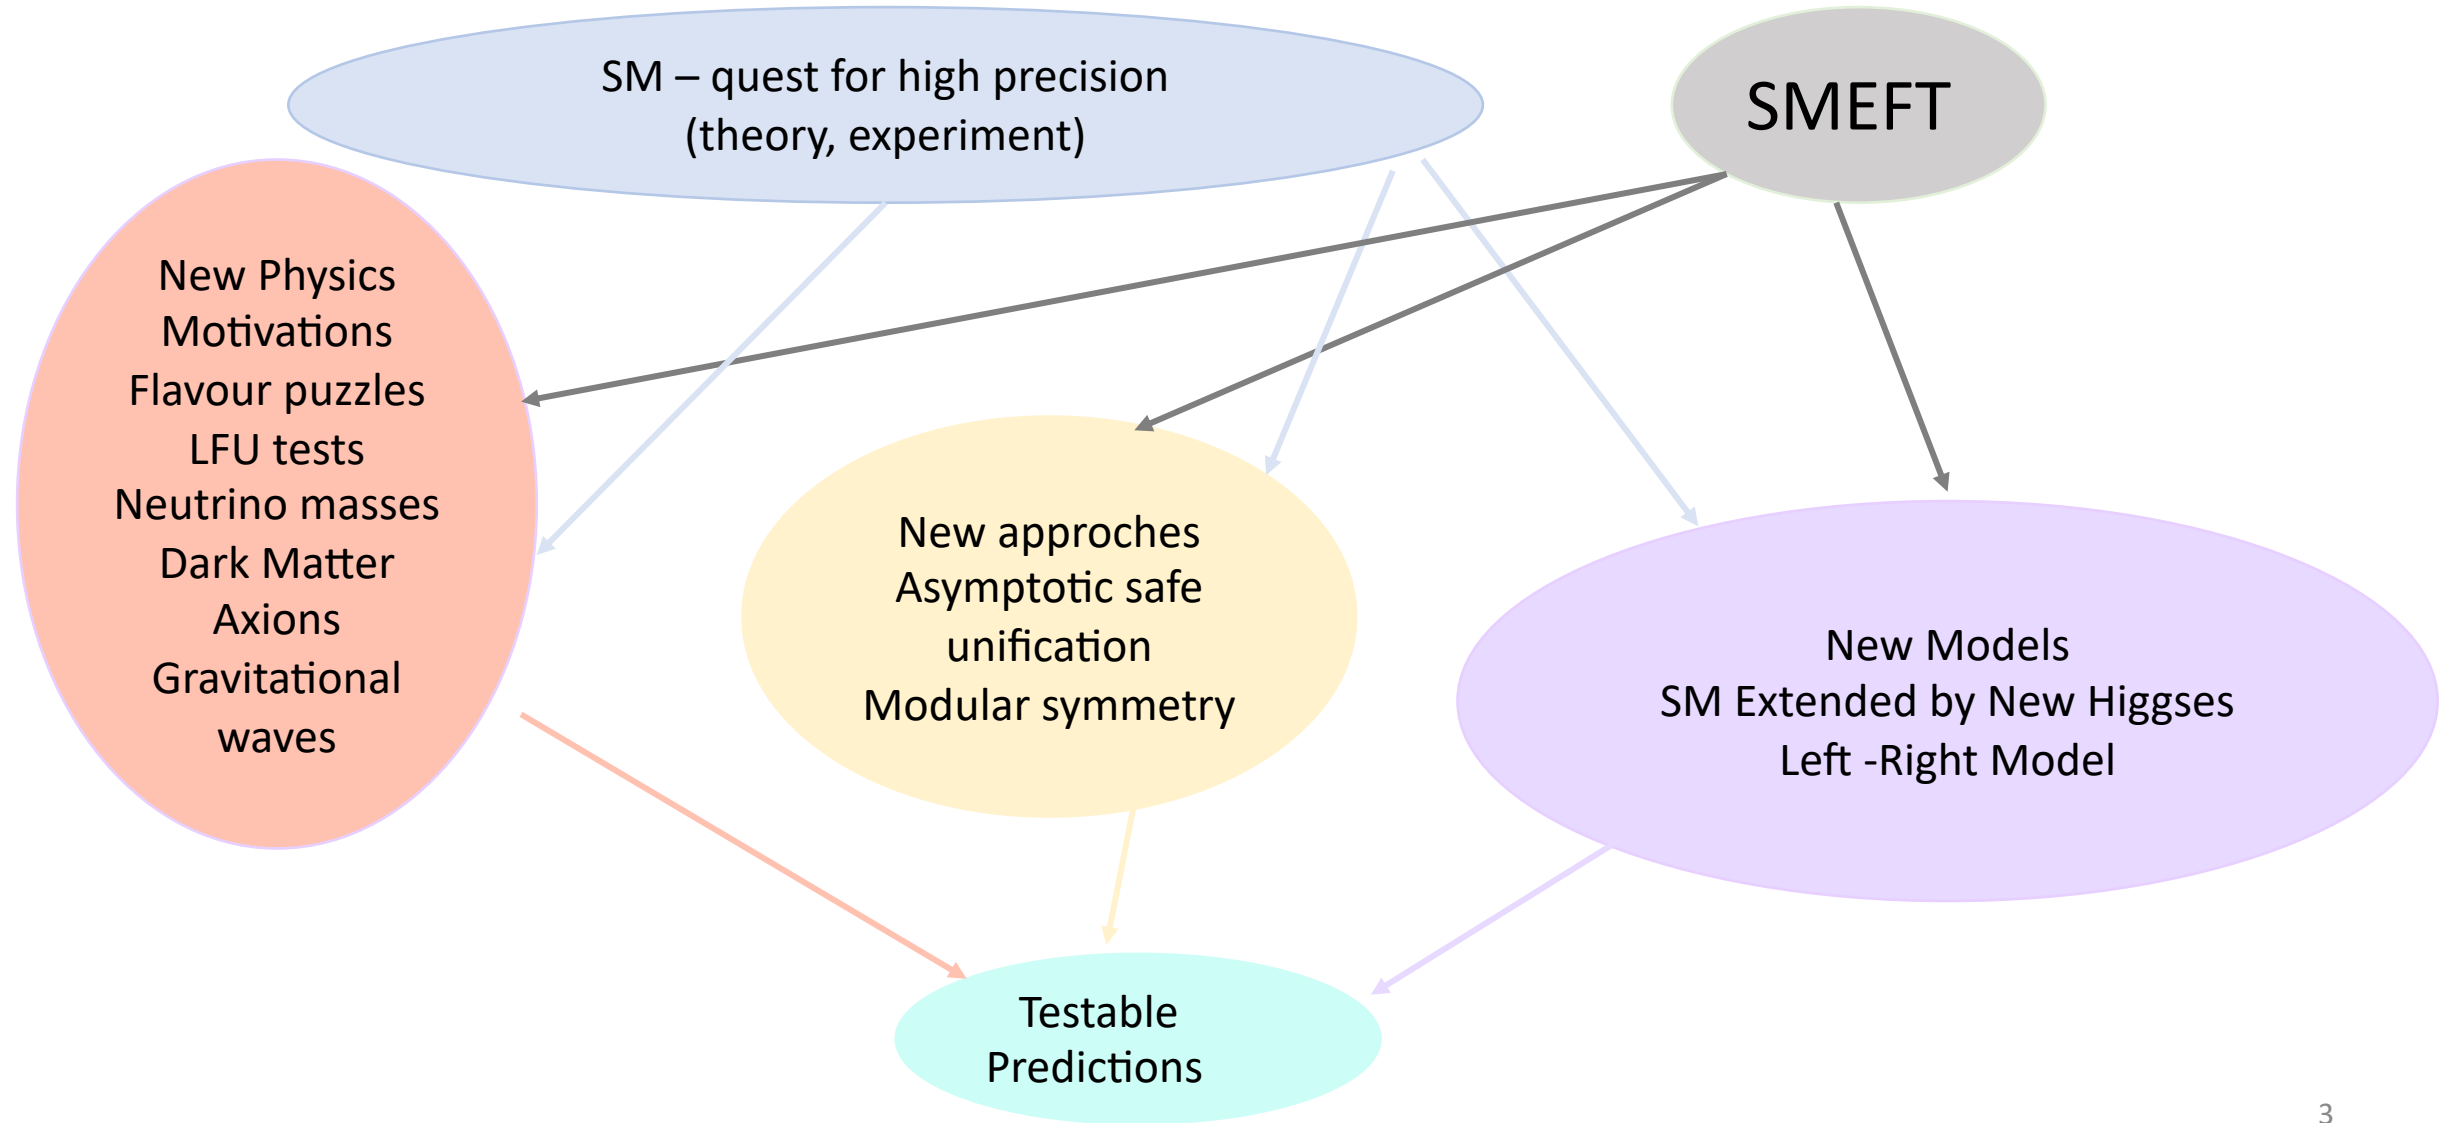 SM – quest for high precision
(theory, experiment)
SMEFT
New Physics
Motivations
Flavour puzzles
LFU tests
Neutrino masses
Dark Matter
Axions
Gravitational
waves
New approches
Asymptotic safe
unification
Modular symmetry
New Models
SM Extended by New Higgses
Left -Right Model
Testable
Predictions
3